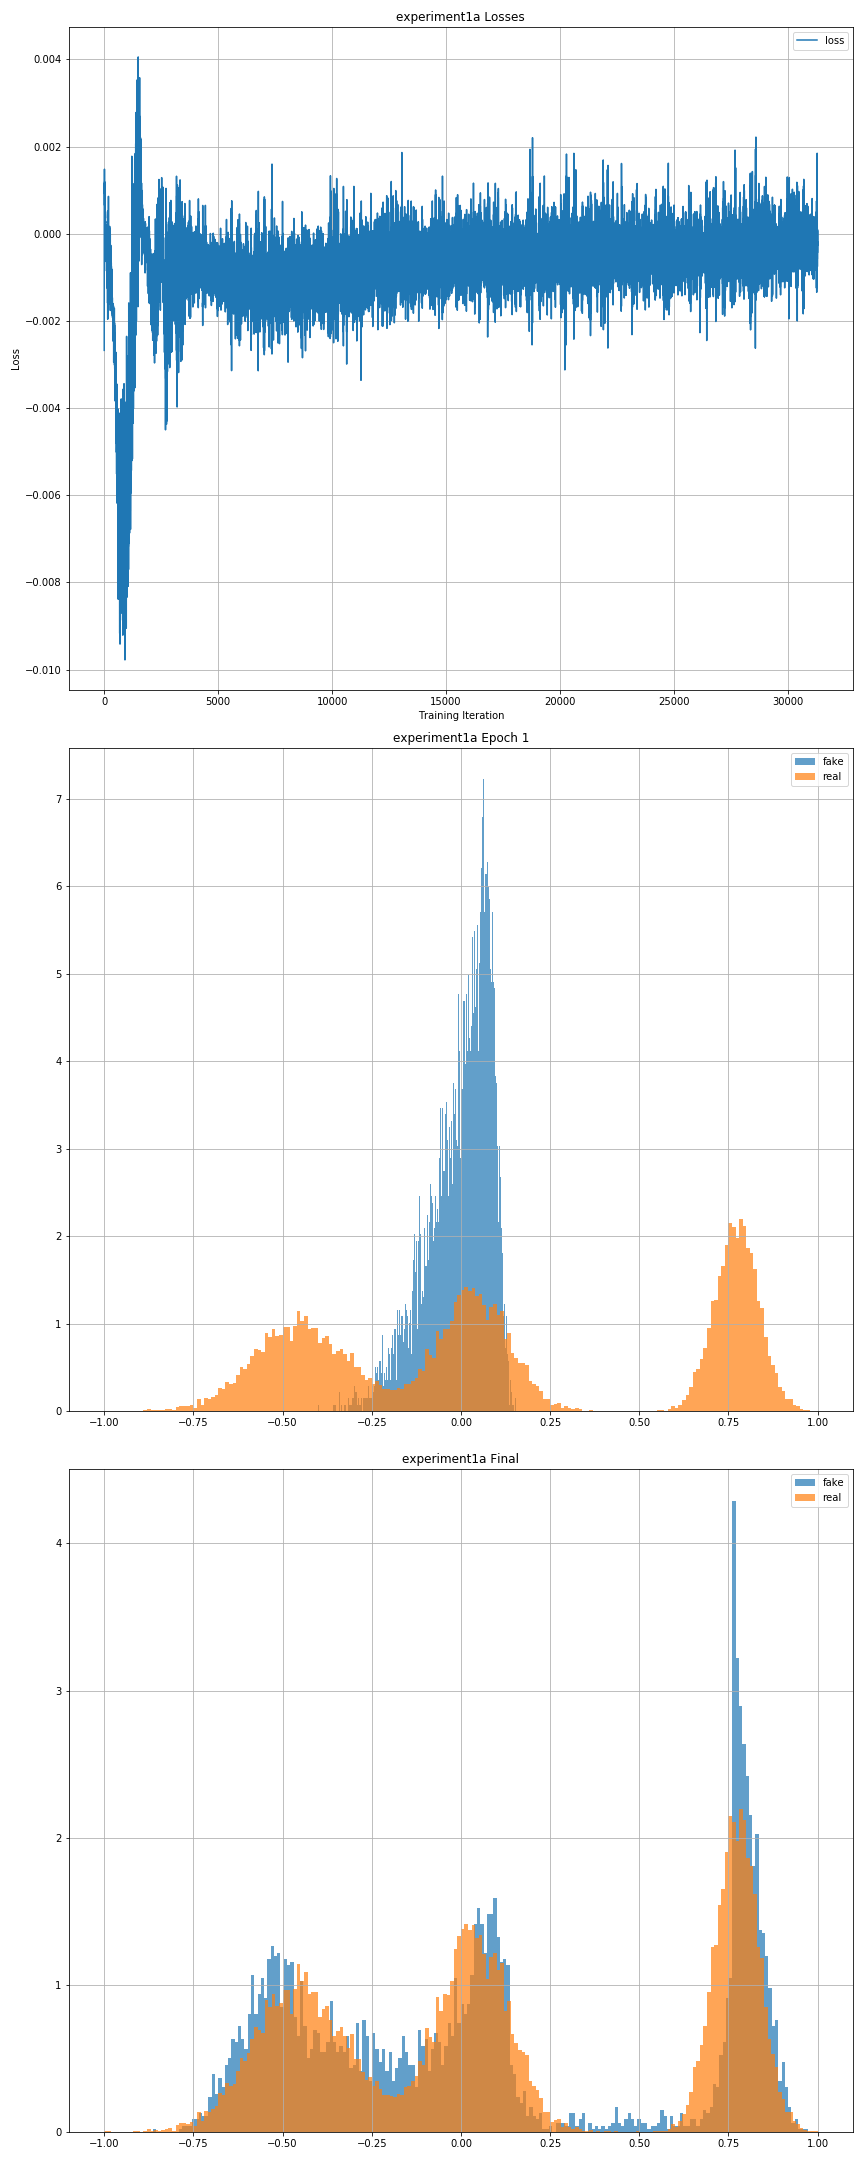 experiment1a Losses
loss
0.004
0.002
0.000
−0.002
−0.004
−0.006
−0.008
−0.010
Loss
0 5000 10000 15000 20000 25000 30000
Training Iteration
experiment1a Epoch 1
fake
real
7
6
5
4
3
2
1
0
−1.00 −0.75 −0.50 −0.25 0.00 0.25 0.50 0.75 1.00
experiment1a Final
fake
real
4
3
2
1
0
−1.00 −0.75 −0.50 −0.25 0.00 0.25 0.50 0.75 1.00